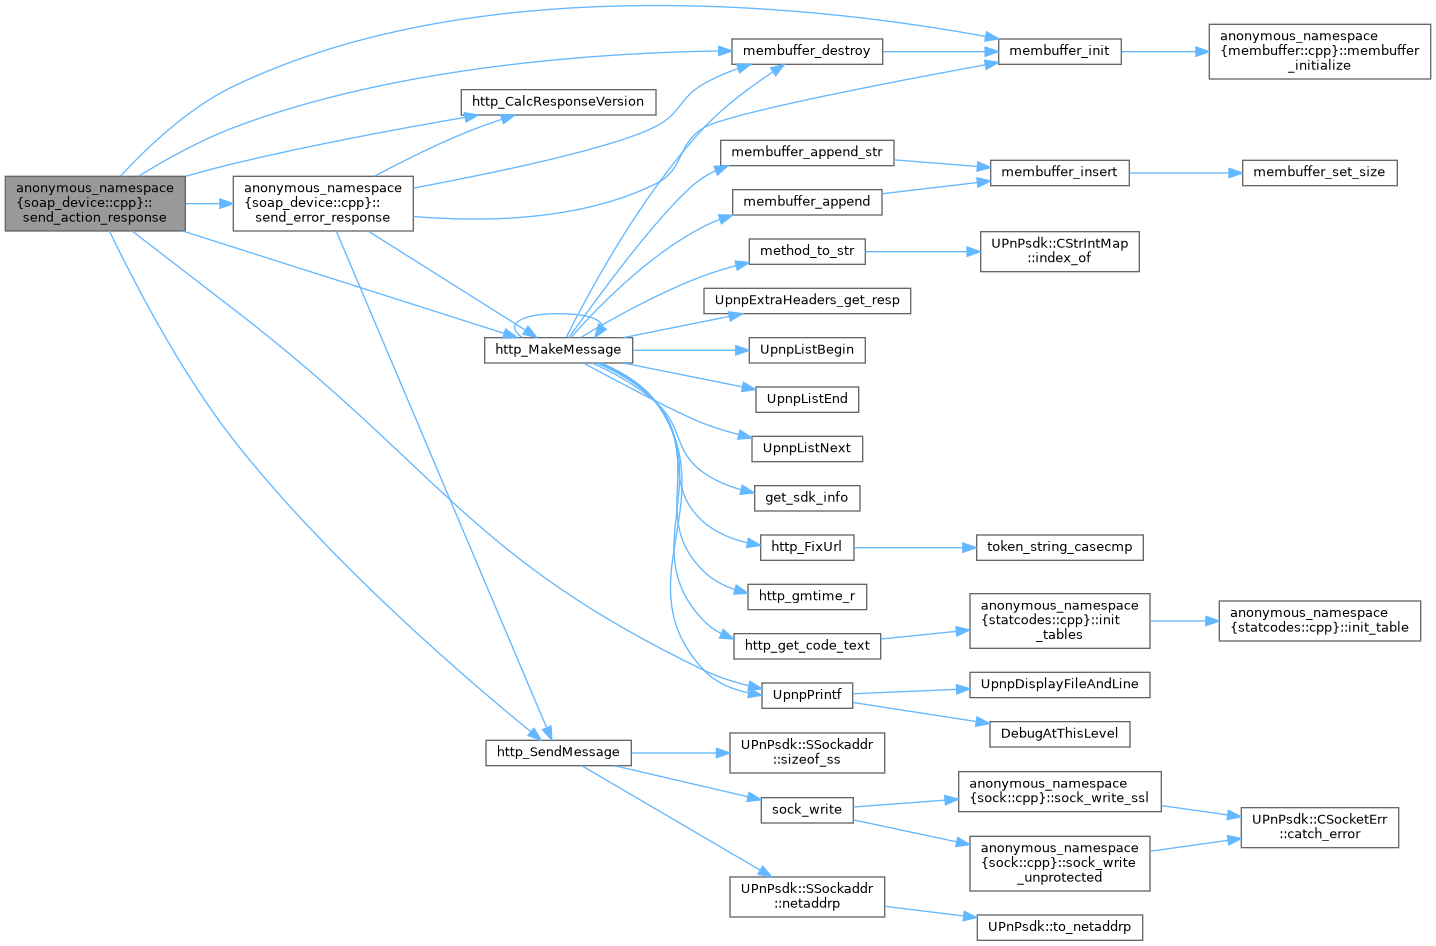 anonymous_namespace
{soap_device::cpp}::
send_action_response
anonymous_namespace
{soap_device::cpp}::
send_error_response
http_CalcResponseVersion
http_MakeMessage
http_SendMessage
membuffer_destroy
membuffer_append_str
membuffer_append
method_to_str
UpnpExtraHeaders_get_resp
UpnpListBegin
UpnpListEnd
UpnpListNext
get_sdk_info
http_FixUrl
http_gmtime_r
http_get_code_text
UpnpPrintf
UPnPsdk::SSockaddr
::sizeof_ss
sock_write
UPnPsdk::SSockaddr
::netaddrp
membuffer_init
membuffer_insert
UPnPsdk::CStrIntMap
::index_of
token_string_casecmp
anonymous_namespace
{statcodes::cpp}::init
_tables
UpnpDisplayFileAndLine
DebugAtThisLevel
anonymous_namespace
{sock::cpp}::sock_write_ssl
anonymous_namespace
{sock::cpp}::sock_write
_unprotected
UPnPsdk::to_netaddrp
anonymous_namespace
{membuffer::cpp}::membuffer
_initialize
membuffer_set_size
anonymous_namespace
{statcodes::cpp}::init_table
UPnPsdk::CSocketErr
::catch_error